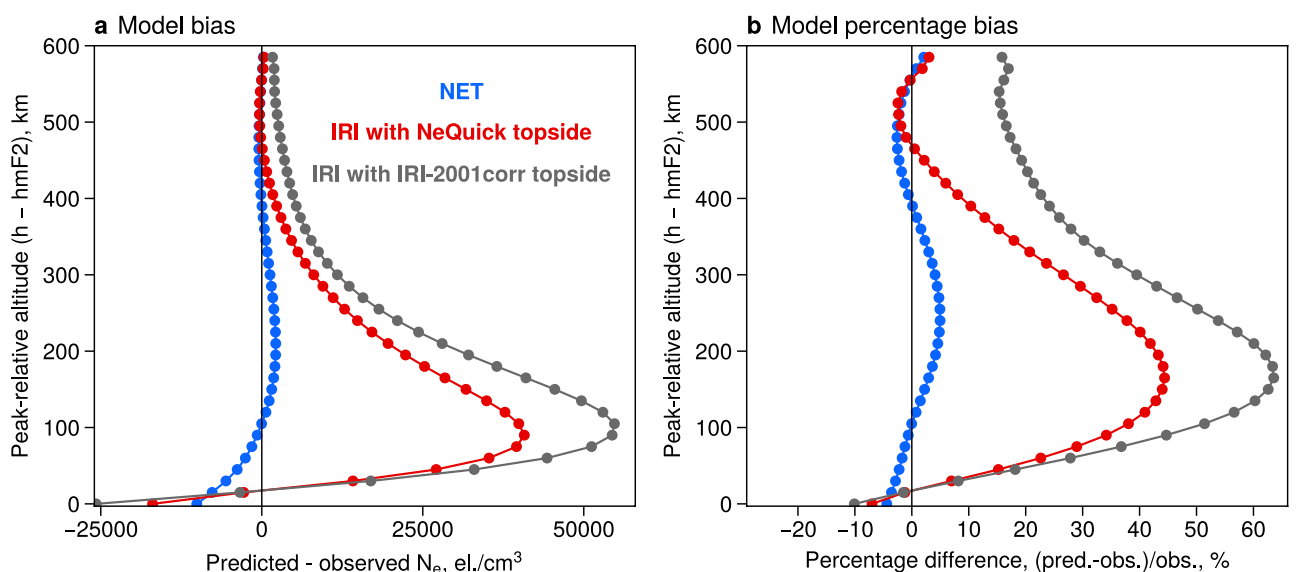 a Model bias
600
500
400
300
200
100
0
Peak-relative altitude (h − hmF2), km
NET
IRI with NeQuick topside
IRI with IRI-2001corr topside
−25000 0 25000 50000
Predicted - observed Ne, el./cm³
b Model percentage bias
600
500
400
300
200
100
0
Peak-relative altitude (h − hmF2), km
−20 −10 0 10 20 30 40 50 60
Percentage difference, (pred.-obs.)/obs., %